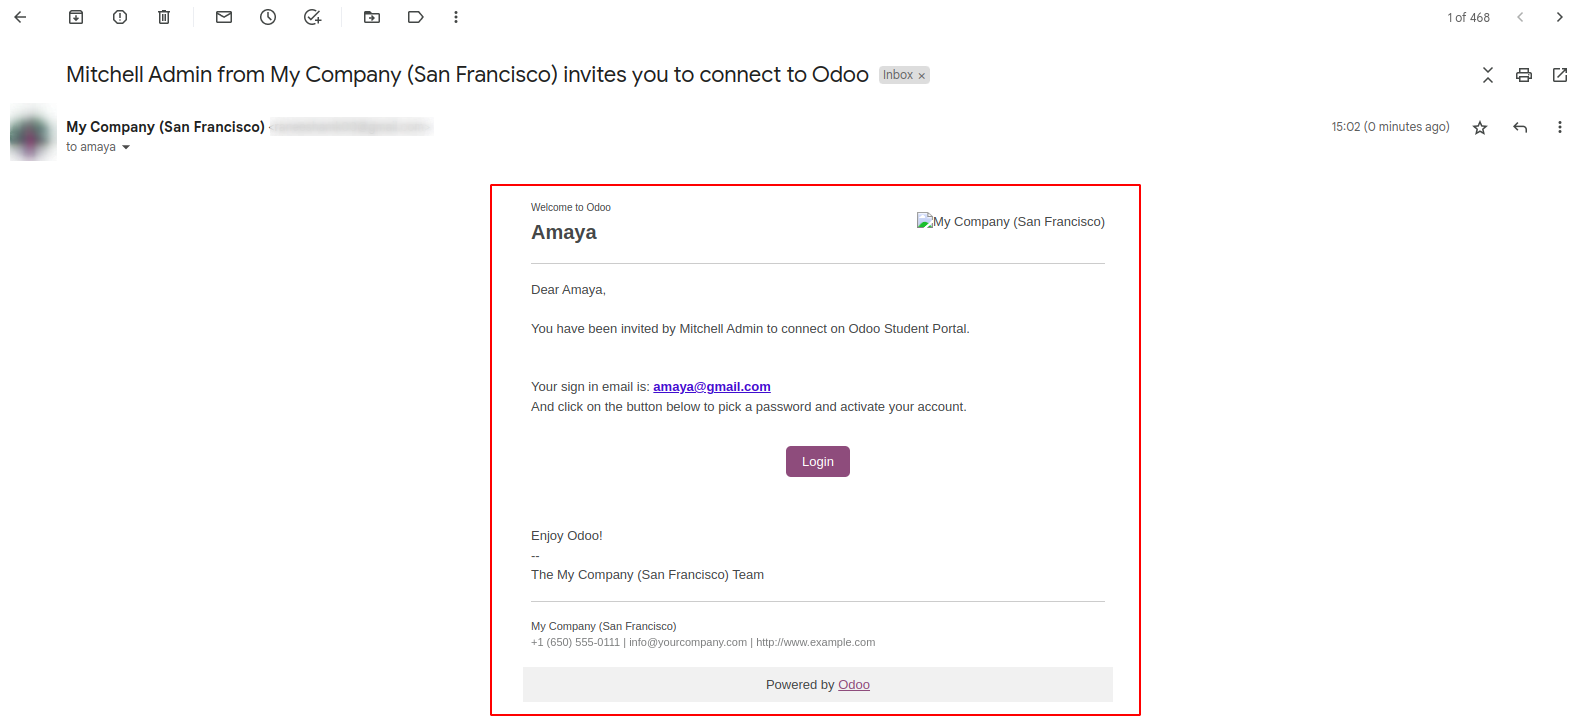 1 of 468
Mitchell Admin from My Company (San Francisco) invites you to connect to Odoo Inbox ×
My Company (San Francisco)
15:02 (0 minutes ago)
to amaya
Welcome to Odoo
Amaya
My Company (San Francisco)
Dear Amaya,
You have been invited by Mitchell Admin to connect on Odoo Student Portal.
Your sign in email is: amaya@gmail.com
And click on the button below to pick a password and activate your account.
Login
Enjoy Odoo!
--
The My Company (San Francisco) Team
My Company (San Francisco)
+1 (650) 555-0111 | info@yourcompany.com | http://www.example.com
Powered by Odoo